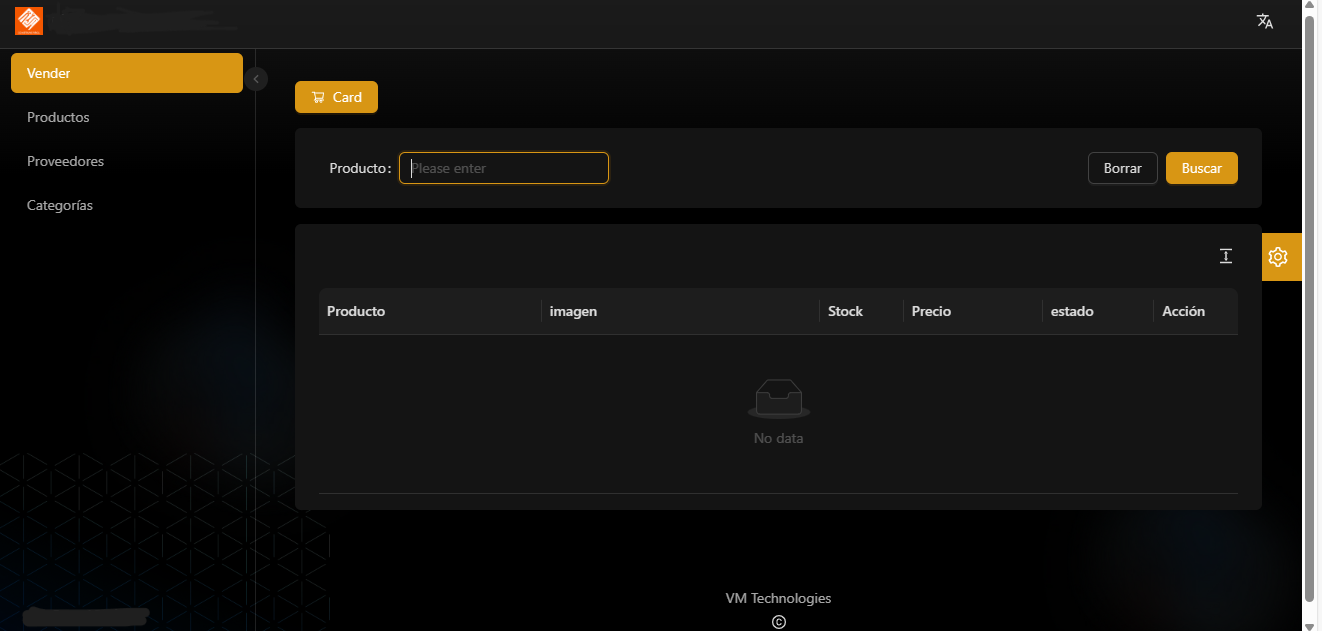 Vender
Productos
Proveedores
Categorías
Card
Producto:
Please enter
Borrar
Buscar
Producto imagen Stock Precio estado Acción
No data
VM Technologies
©